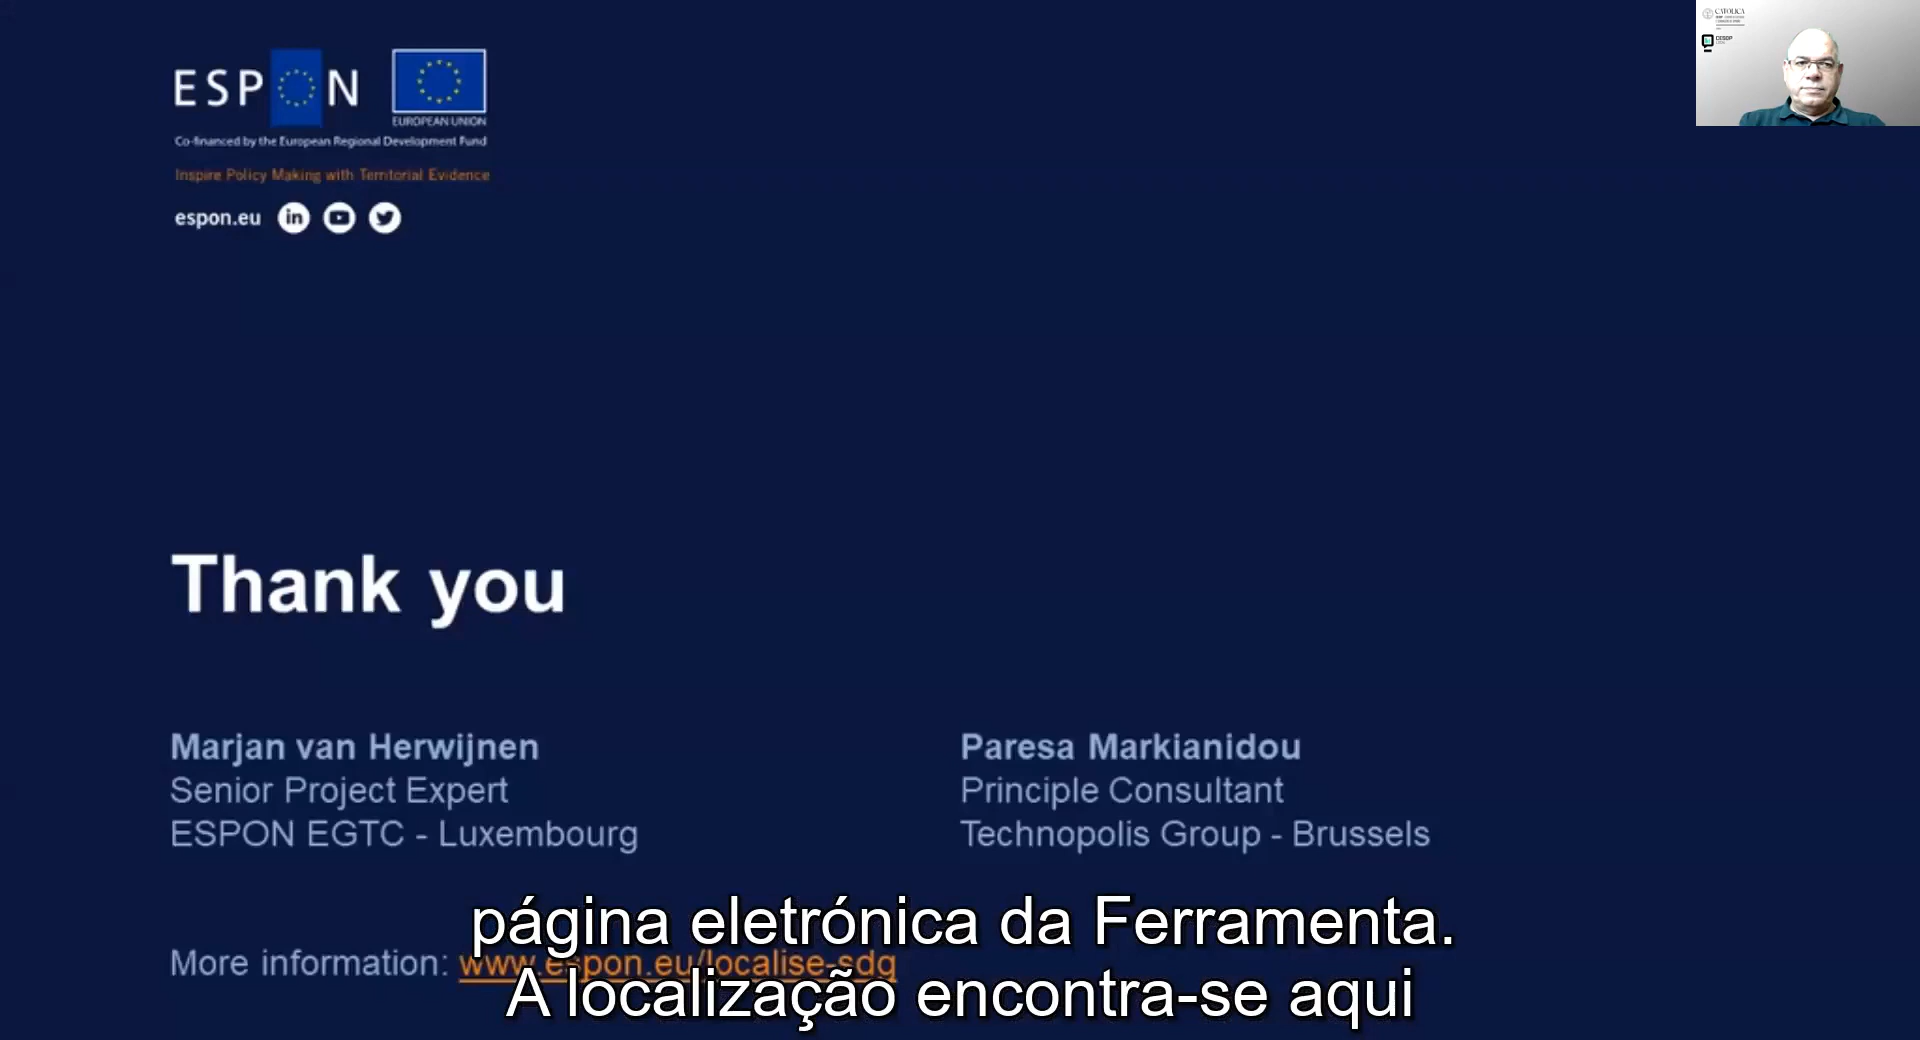 ESPON
EUROPEAN UNION
Co-financed by the European Regional Development Fund
Inspire Policy Making with Territorial Evidence
espon.eu
CATOLICA
CESOP
Thank you
Marjan van Herwijnen
Senior Project Expert
ESPON EGTC - Luxembourg
Paresa Markianidou
Principle Consultant
Technopolis Group - Brussels
More information: www.espon.eu/localise-sdg
página eletrónica da Ferramenta.
A localização encontra-se aqui